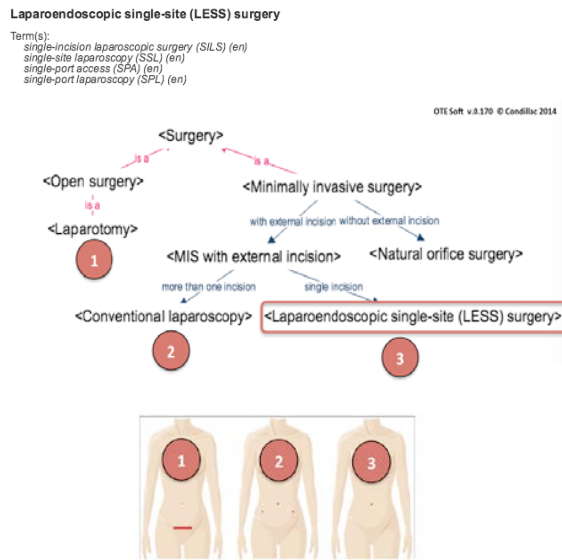 Laparoendoscopic single-site (LESS) surgery
Term(s):
single-incision laparoscopic surgery (SILS) (en)
single-site laparoscopy (SSL) (en)
single-port access (SPA) (en)
single-port laparoscopy (SPL) (en)
OTE Soft v.0.170 © Condillac 2014
<Surgery>
is a
is a
<Open surgery>
<Minimally invasive surgery>
is a
with external incision
without external incision
<Laparotomy>
1
<MIS with external incision>
<Natural orifice surgery>
more than one incision
single incision
<Conventional laparoscopy>
<Laparoendoscopic single-site (LESS) surgery>
2
3
1
2
3